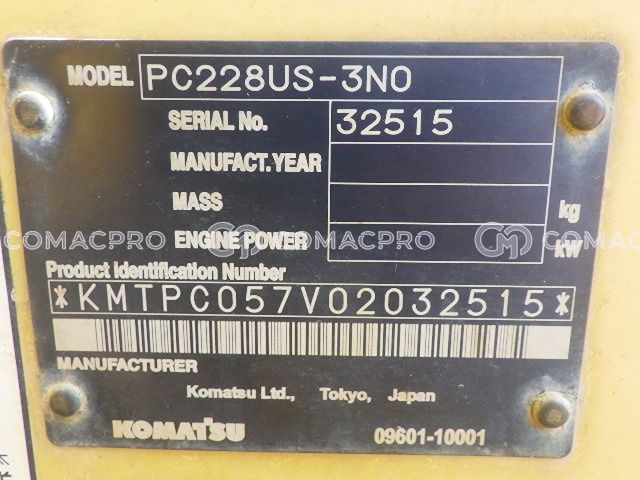 MODEL PC228US-3N0
SERIAL No. 32515
MANUFACT.YEAR
MASS kg
ENGINE POWER kW
COMACPRO COMACPRO COMACPRO
Product Identification Number
*KMTPC057V02032515*
MANUFACTURER
Komatsu Ltd., Tokyo, Japan
KOMATSU 09601-10001